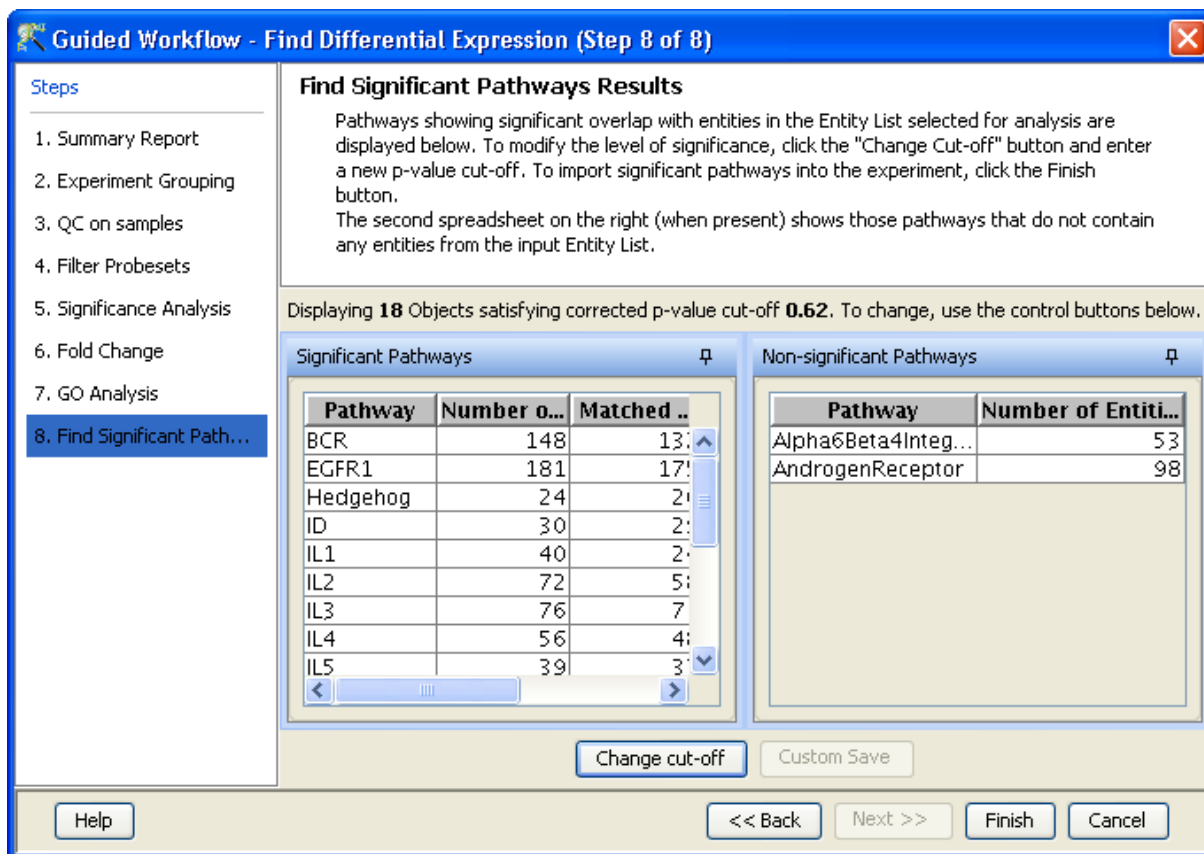 Guided Workflow - Find Differential Expression (Step 8 of 8)
Steps
1. Summary Report
2. Experiment Grouping
3. QC on samples
4. Filter Probesets
5. Significance Analysis
6. Fold Change
7. GO Analysis
8. Find Significant Path...
Find Significant Pathways Results
Pathways showing significant overlap with entities in the Entity List selected for analysis are
displayed below. To modify the level of significance, click the "Change Cut-off" button and enter
a new p-value cut-off. To import significant pathways into the experiment, click the Finish
button.
The second spreadsheet on the right (when present) shows those pathways that do not contain
any entities from the input Entity List.
Displaying 18 Objects satisfying corrected p-value cut-off 0.62. To change, use the control buttons below.
Significant Pathways
Pathway Number o... Matched ..
BCR 148
EGFR1 181
Hedgehog 24
ID 30
IL1 40
IL2 72
IL3 76
IL4 56
IL5 39
Non-significant Pathways
Pathway Number of Entiti...
Alpha6Beta4Integ... 53
AndrogenReceptor 98
Change cut-off Custom Save
Help << Back Next >> Finish Cancel